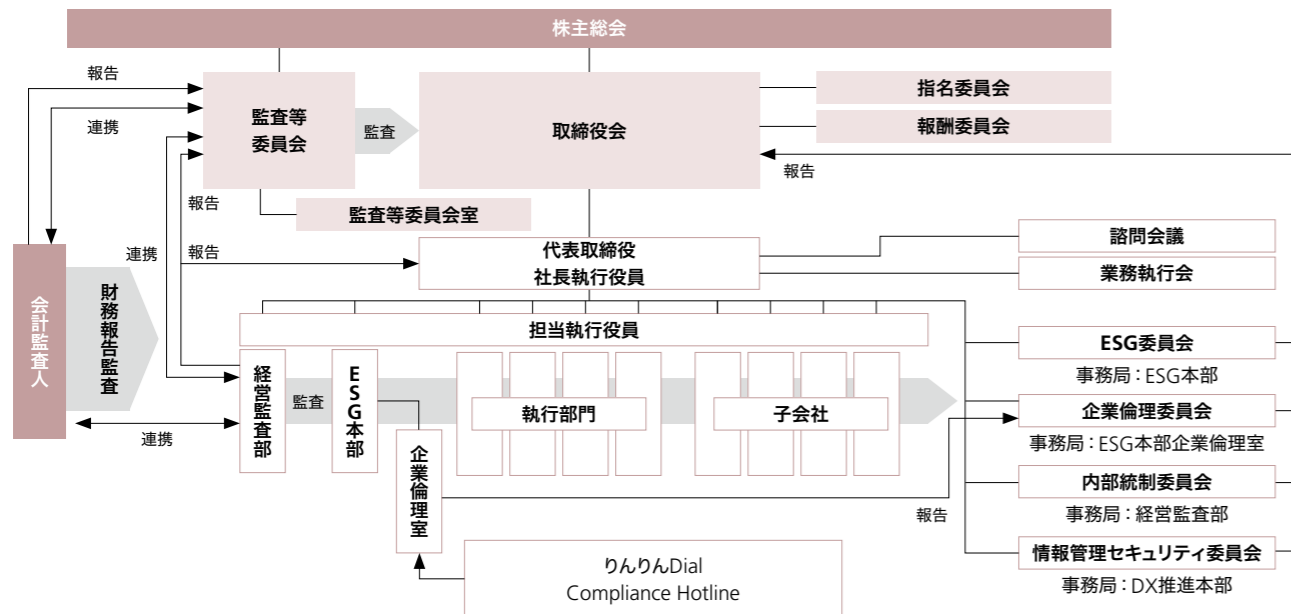 株主総会
報告
連携
監査等
委員会
監査
取締役会
指名委員会
報酬委員会
報告
報告
監査等委員会室
連携
報告
代表取締役
社長執行役員
諮問会議
業務執行会
会計監査人
財務報告監査
担当執行役員
経営監査部
監査
ESG本部
執行部門
子会社
連携
企業倫理室
報告
ESG委員会
事務局：ESG本部
企業倫理委員会
事務局：ESG本部企業倫理室
内部統制委員会
事務局：経営監査部
情報管理セキュリティ委員会
事務局：DX推進本部
りんりんDial
Compliance Hotline